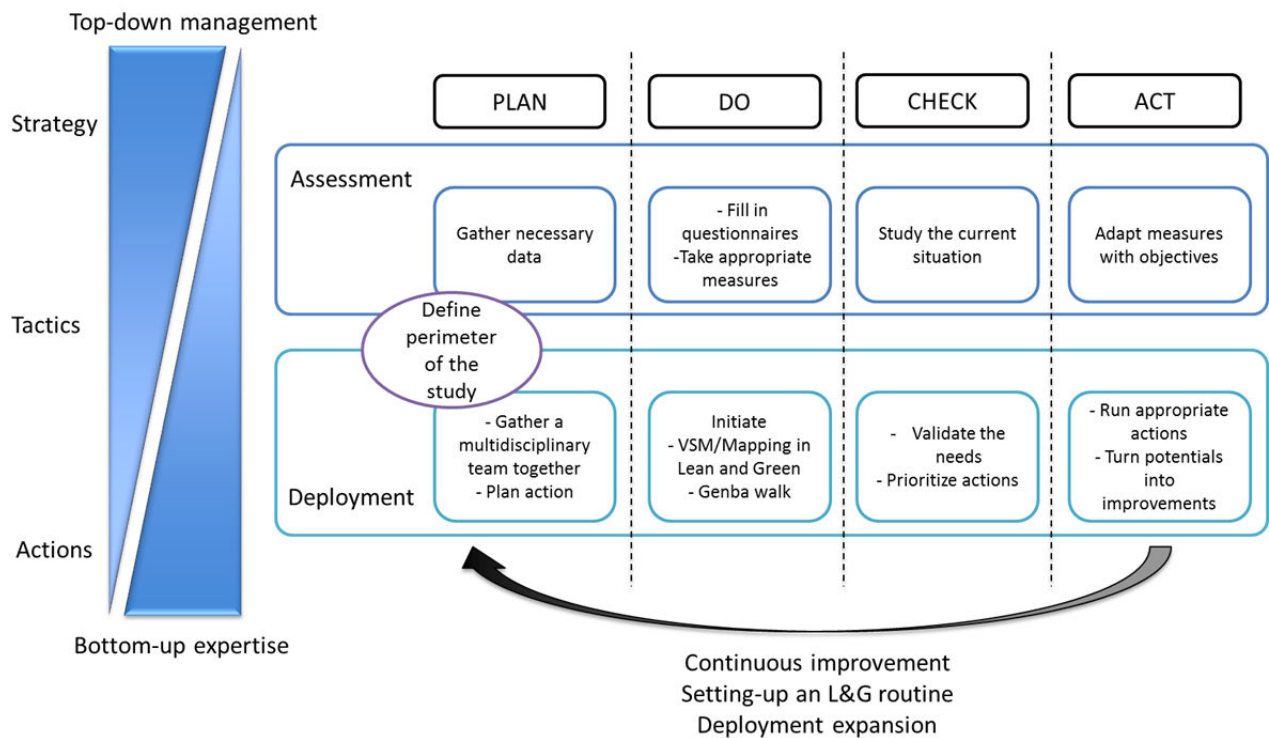 Top-down management
Strategy
Tactics
Actions
Bottom-up expertise
PLAN
DO
CHECK
ACT
Assessment
Gather necessary
data
- Fill in
questionnaires
-Take appropriate
measures
Study the current
situation
Adapt measures
with objectives
Define
perimeter
of the
study
Deployment
- Gather a
multidisciplinary
team together
- Plan action
Initiate
- VSM/Mapping in
Lean and Green
- Genba walk
- Validate the
needs
- Prioritize actions
- Run appropriate
actions
- Turn potentials
into
improvements
Continuous improvement
Setting-up an L&G routine
Deployment expansion